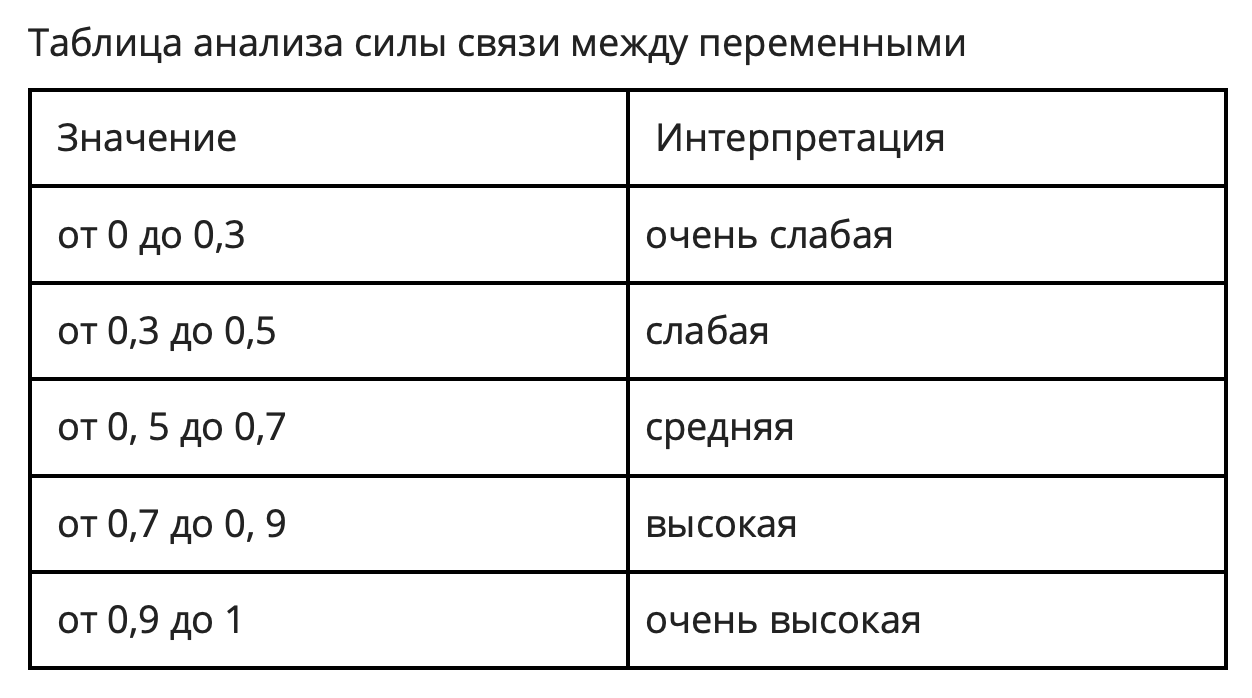 Таблица анализа силы связи между переменными
Значение Интерпретация
от 0 до 0,3 очень слабая
от 0,3 до 0,5 слабая
от 0, 5 до 0,7 средняя
от 0,7 до 0, 9 высокая
от 0,9 до 1 очень высокая